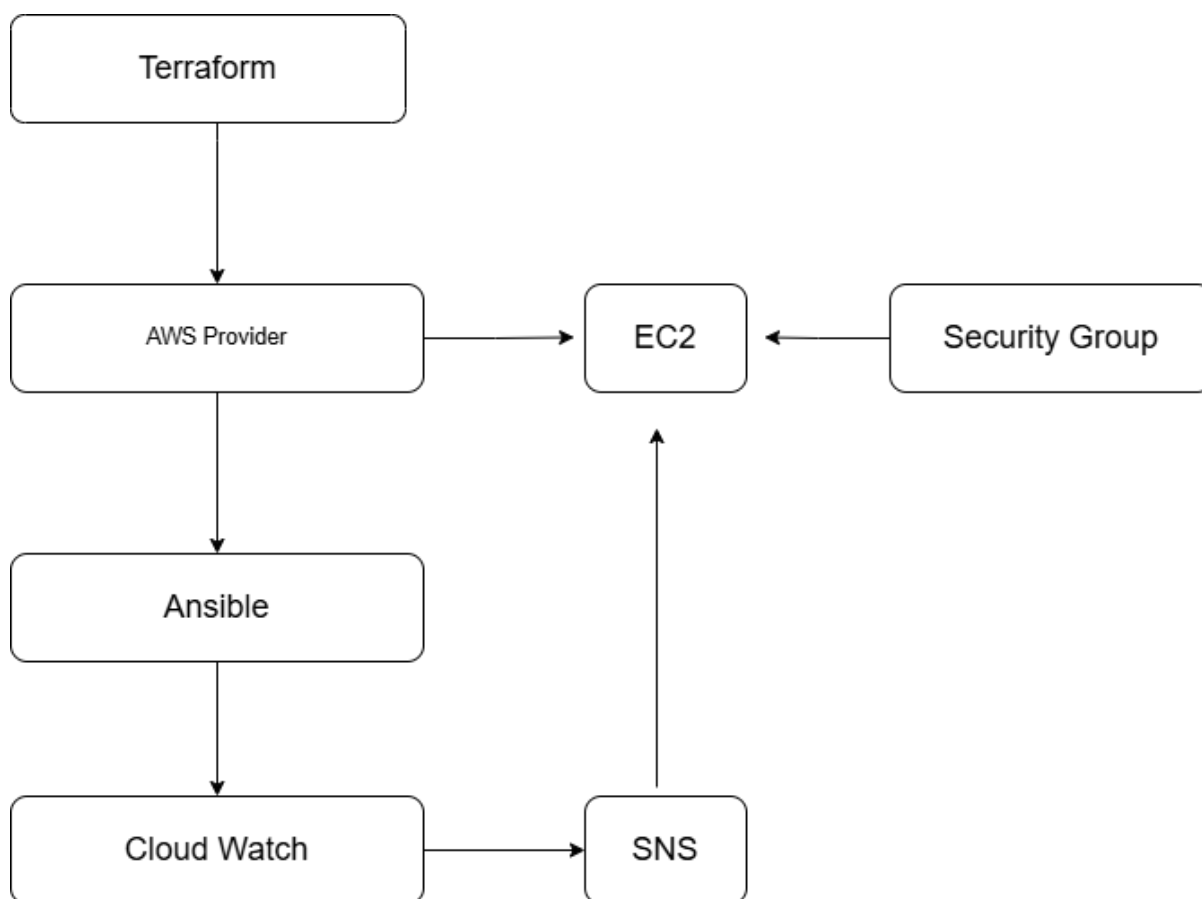 Terraform
AWS Provider
EC2
Security Group
Ansible
Cloud Watch
SNS